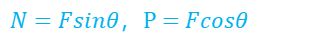 N = Fsinθ, P = Fcosθ